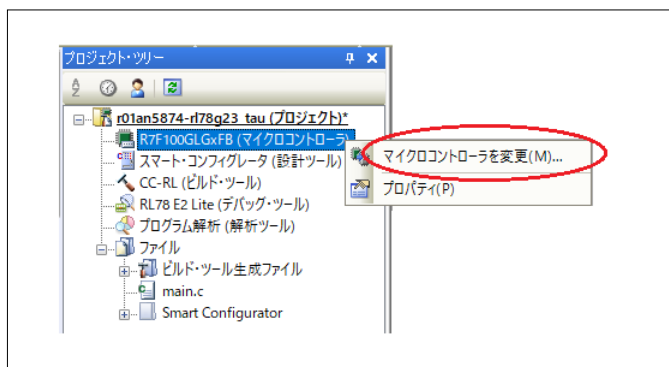 プロジェクト・ツリー
r01an5874-rl78g23_tau (プロジェクト)*
R7F100GLGxFB (マイクロコントローラ)
マイクロコントローラを変更(M)...
スマート・コンフィグレータ (設計ツール)
CC-RL (ビルド・ツール)
プロパティ(P)
RL78 E2 Lite (デバッグ・ツール)
プログラム解析 (解析ツール)
ファイル
ビルド・ツール生成ファイル
main.c
Smart Configurator